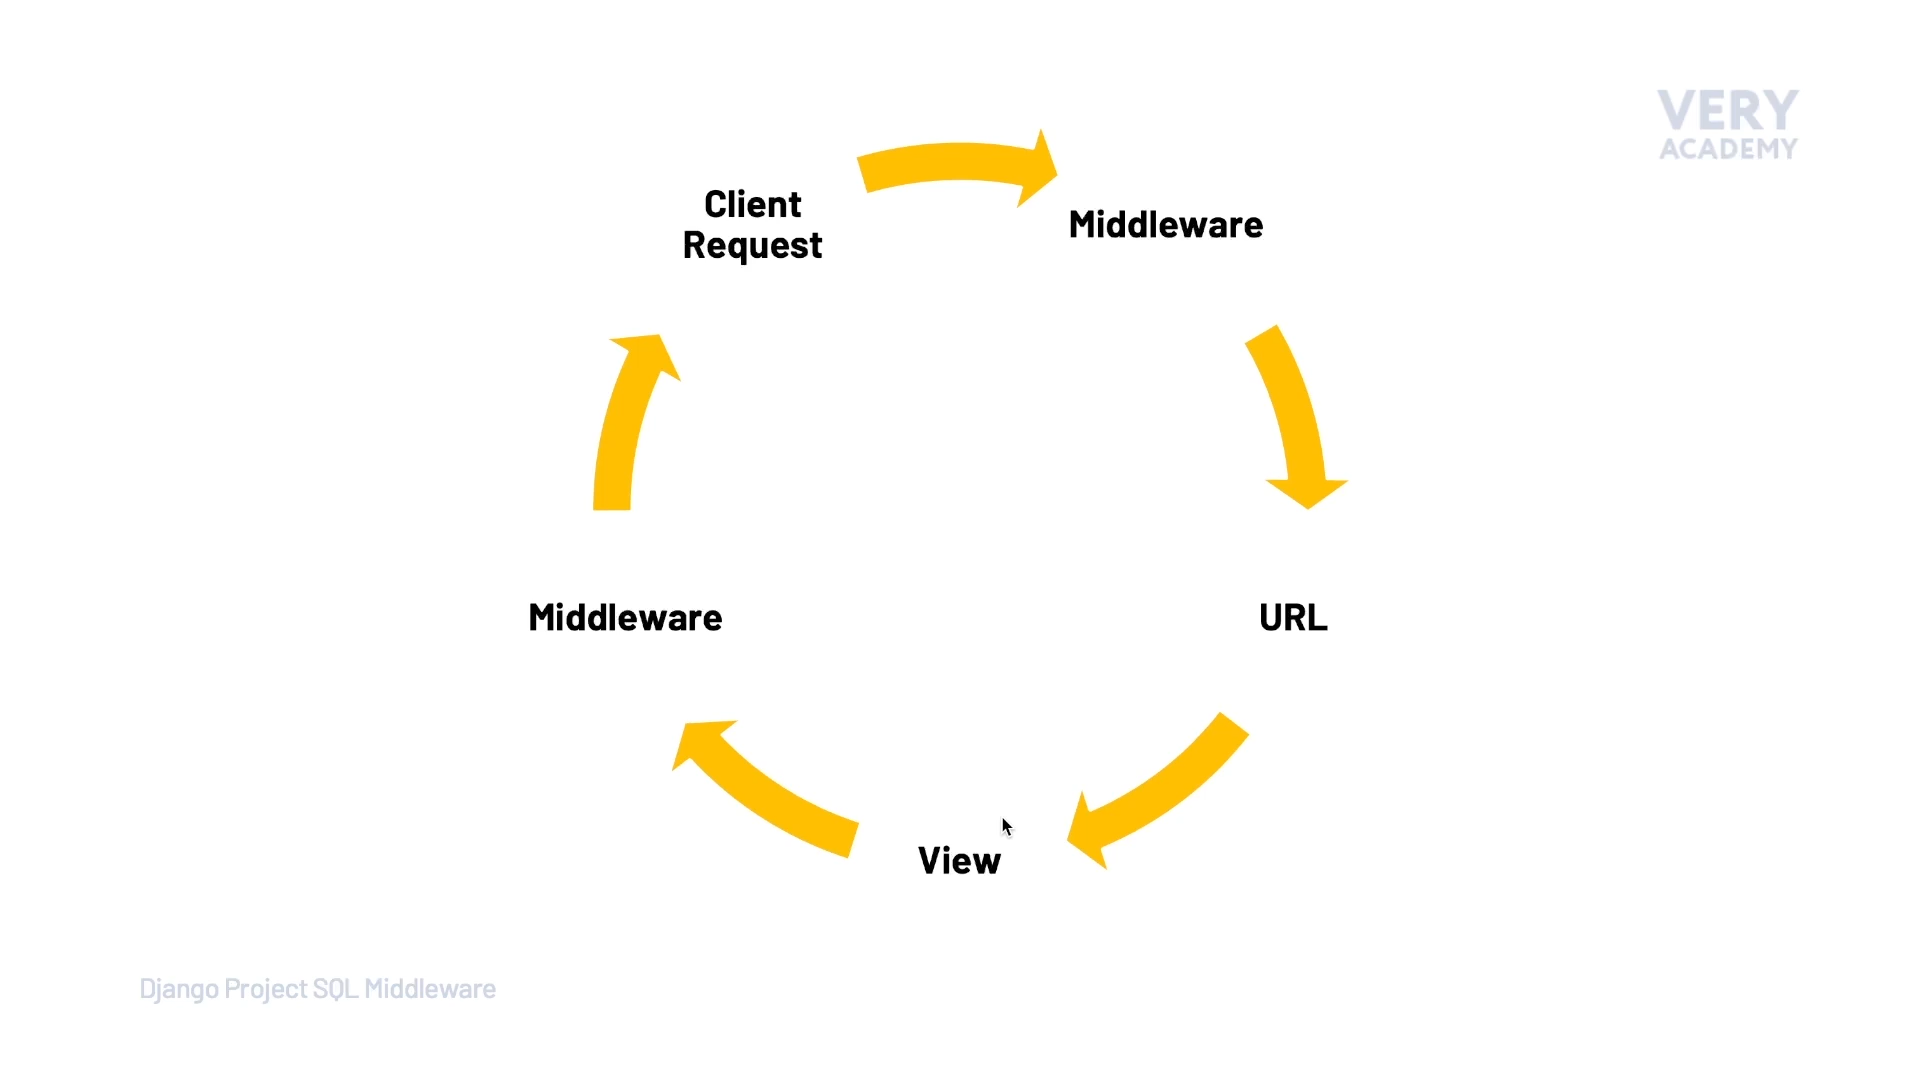 VERY
ACADEMY
Client
Request
Middleware
Middleware
URL
View
Django Project SQL Middleware